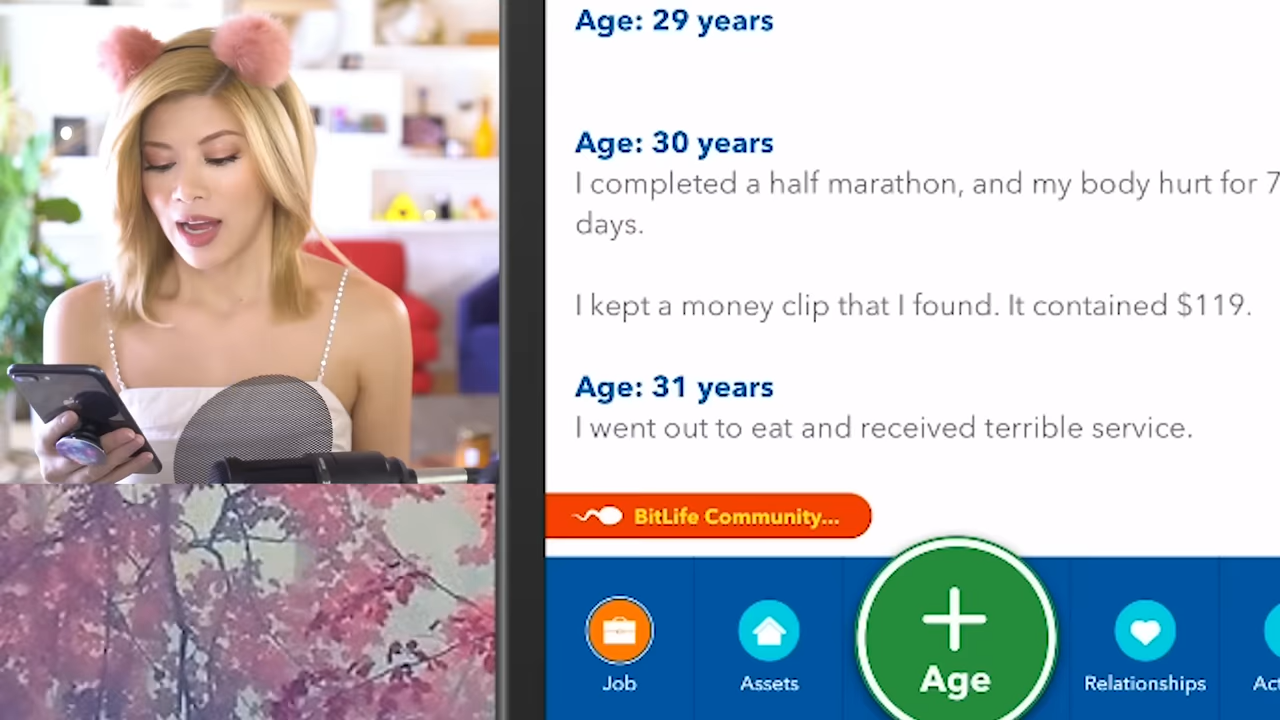 Age: 29 years
Age: 30 years
I completed a half marathon, and my body hurt for 7
days.
I kept a money clip that I found. It contained $119.
Age: 31 years
I went out to eat and received terrible service.
BitLife Community...
Job
Assets
Age
Relationships